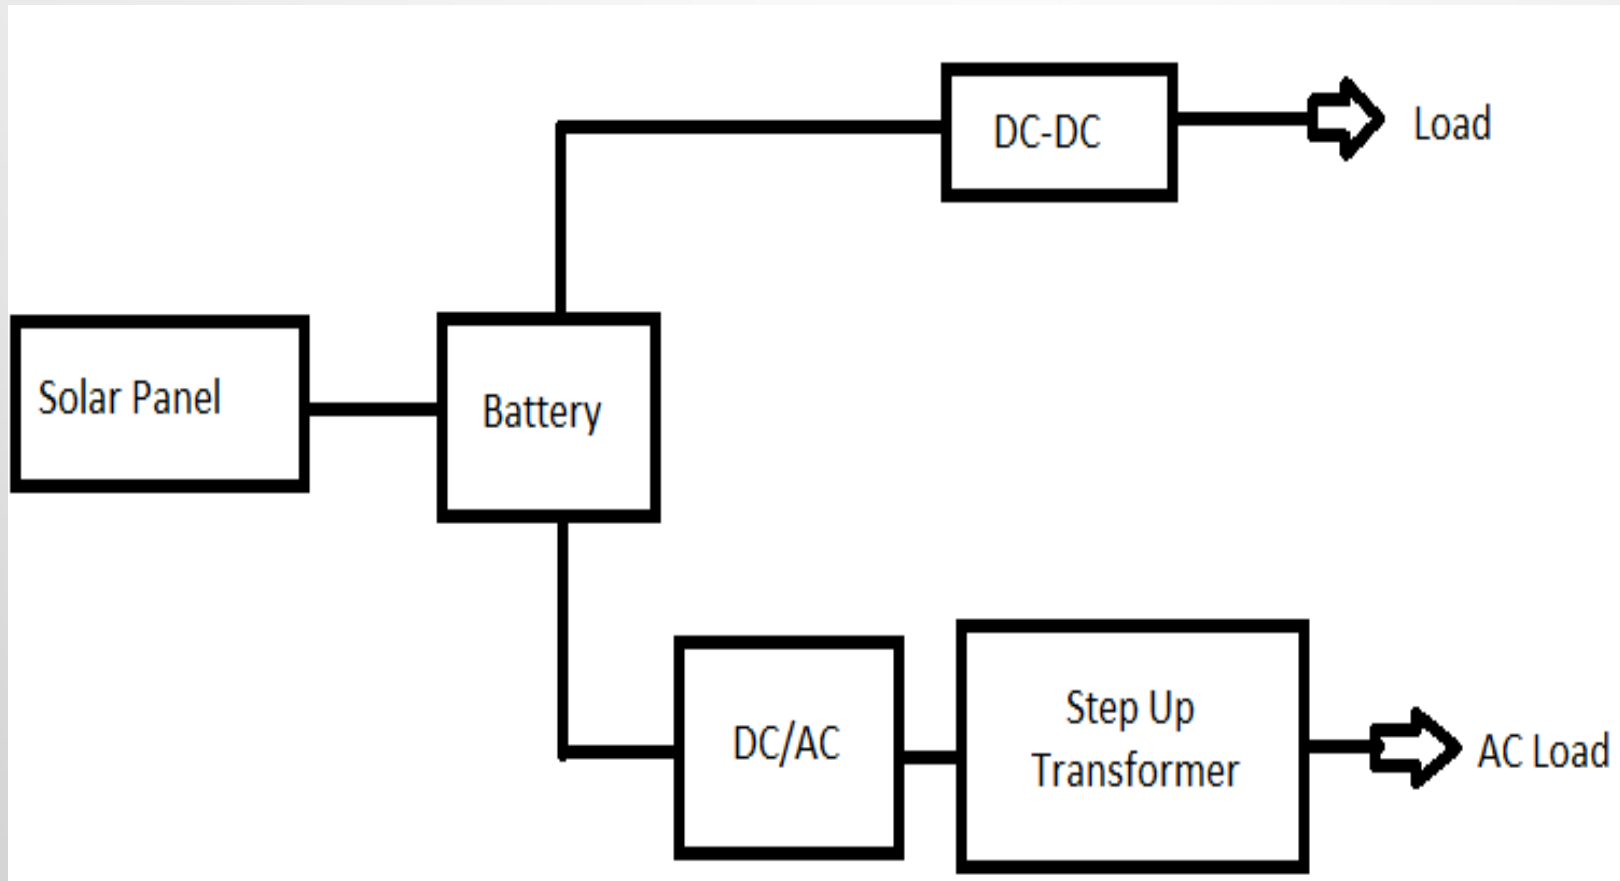 DC-DC
Load
Solar Panel
Battery
DC/AC
Step Up
Transformer
AC Load